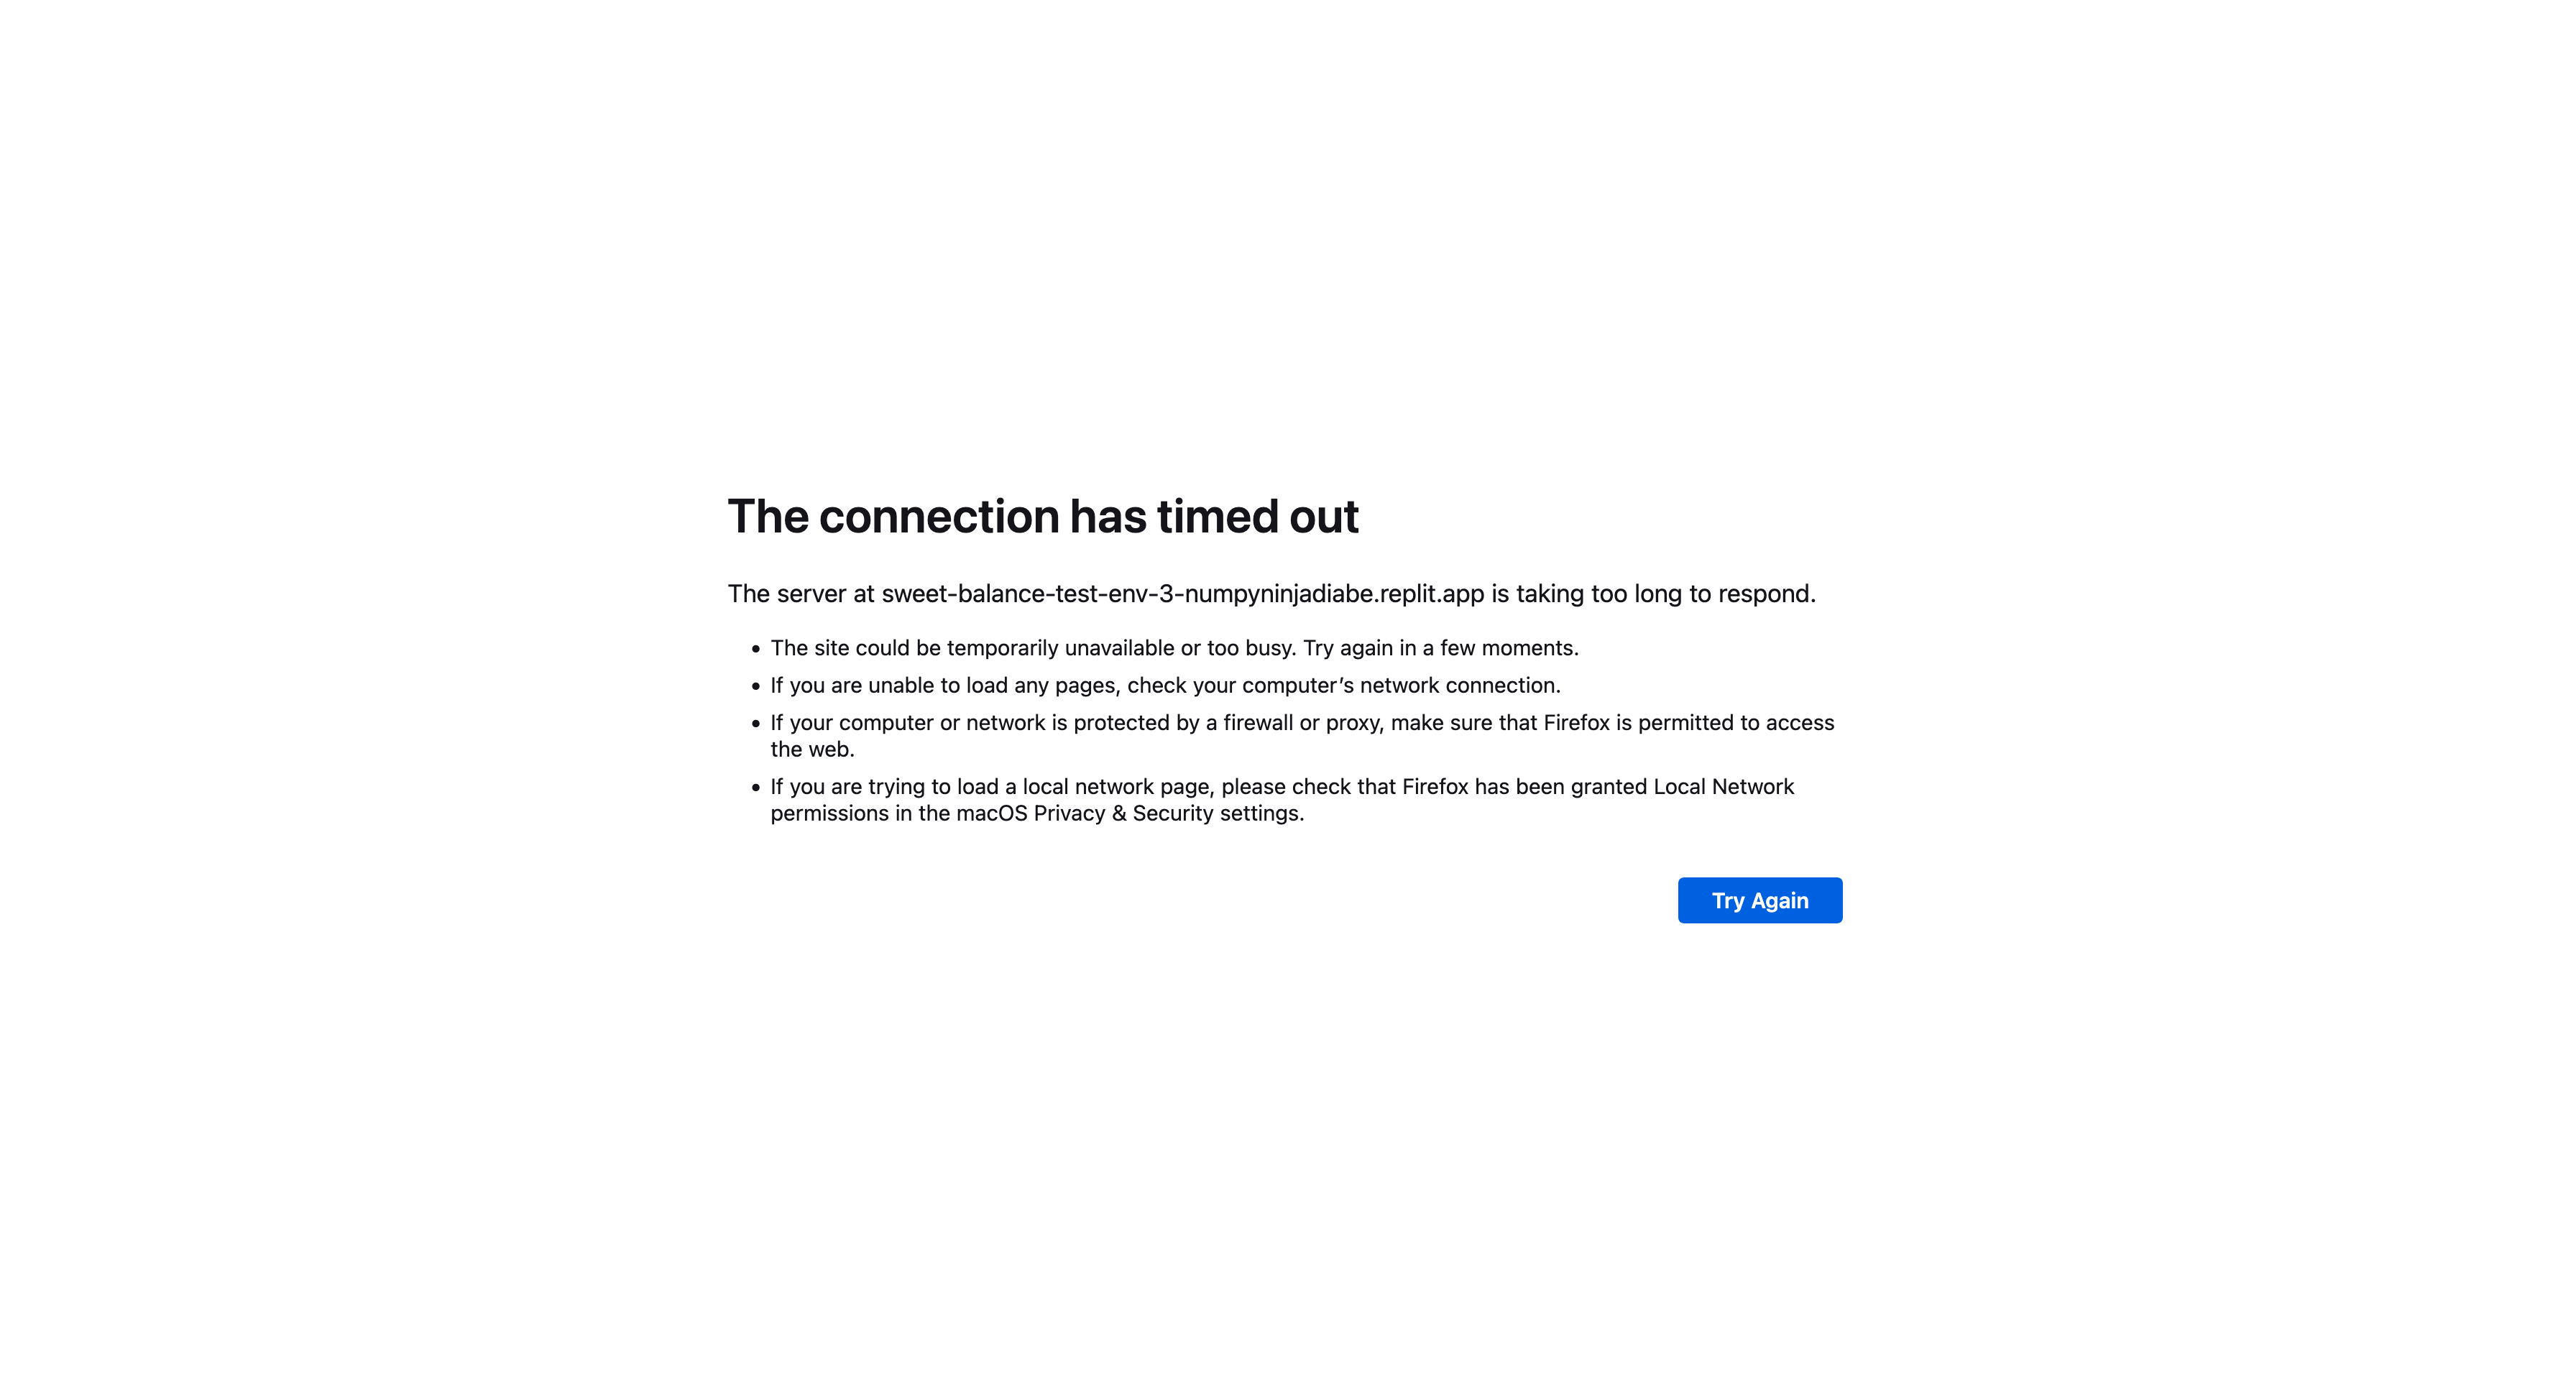 The connection has timed out
The server at sweet-balance-test-env-3-numpyninjadiabe.replit.app is taking too long to respond.
• The site could be temporarily unavailable or too busy. Try again in a few moments.
• If you are unable to load any pages, check your computer’s network connection.
• If your computer or network is protected by a firewall or proxy, make sure that Firefox is permitted to access
the web.
• If you are trying to load a local network page, please check that Firefox has been granted Local Network
permissions in the macOS Privacy & Security settings.
Try Again